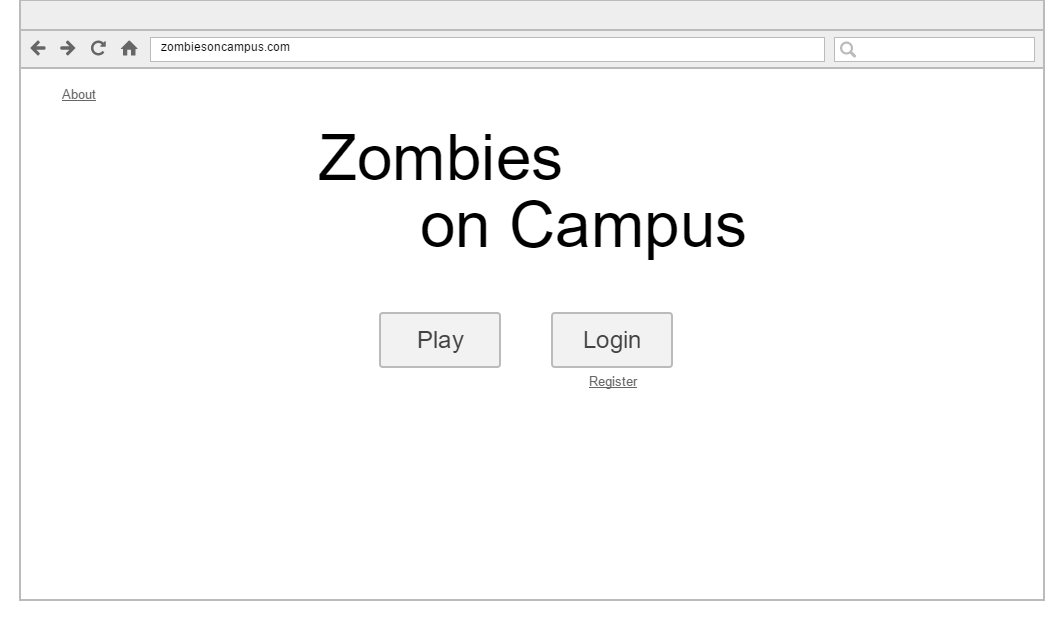 zombiesoncampus.com
About
Zombies
on Campus
Play
Login
Register